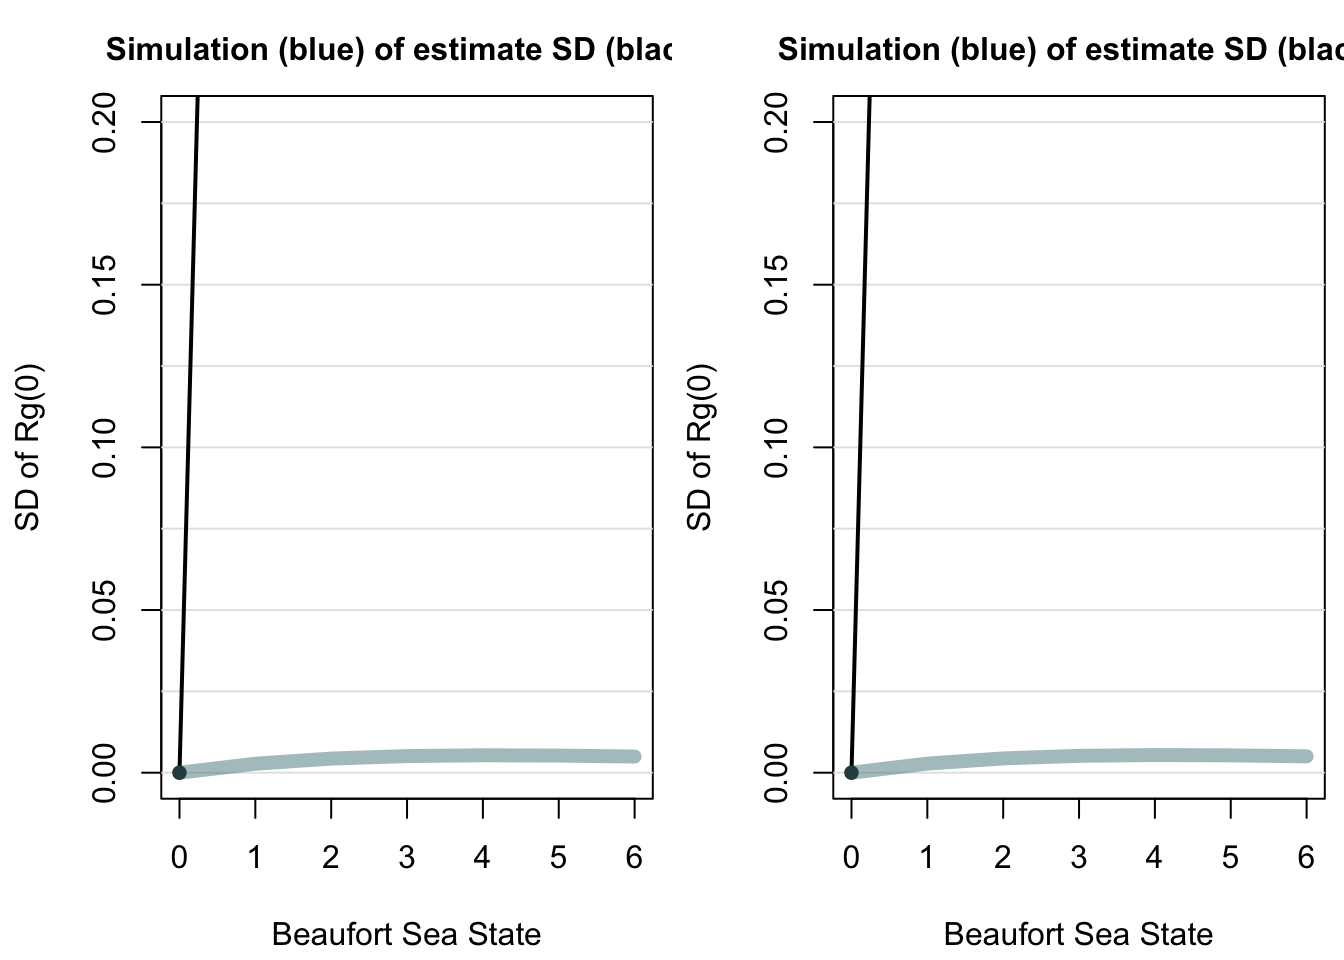 Simulation (blue) of estimate SD (blac
0.20
0.15
0.10
0.05
0.00
SD of Rg(0)
0 1 2 3 4 5 6
Beaufort Sea State
Simulation (blue) of estimate SD (blac
0.20
0.15
0.10
0.05
0.00
SD of Rg(0)
0 1 2 3 4 5 6
Beaufort Sea State